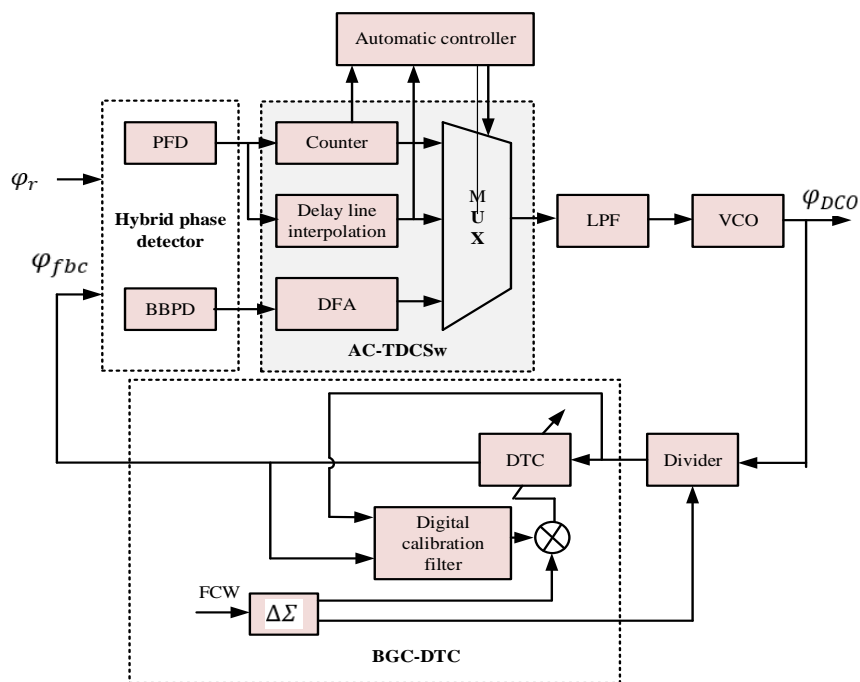 Automatic controller
PFD
Counter
φr
Hybrid phase
detector
Delay line
interpolation
M
U
X
LPF
VCO
φDCO
φfbc
BBPD
DFA
AC-TDCSw
DTC
Divider
Digital
calibration
filter
FCW
ΔΣ
BGC-DTC